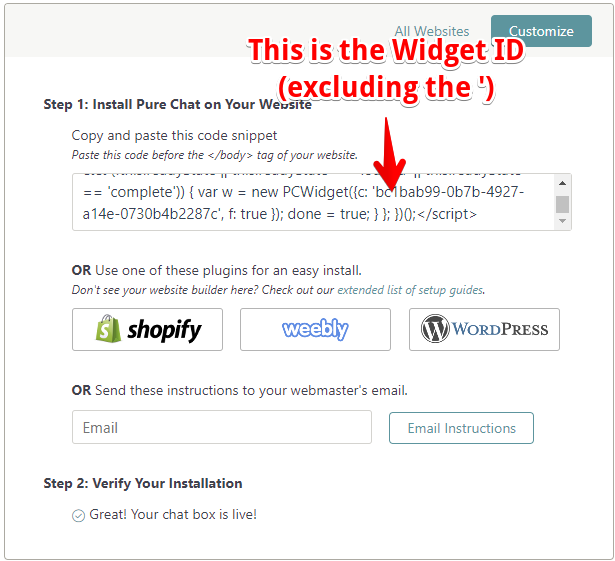 All Websites
Customize
This is the Widget ID
(excluding the ')
Step 1: Install Pure Chat on Your Website
Copy and paste this code snippet
Paste this code before the </body> tag of your website.
== 'complete')) { var w = new PCWidget({c: 'bc1bab99-0b7b-4927-
a14e-0730b4b2287c', f: true }); done = true; } }; })();</script>
OR Use one of these plugins for an easy install.
Don't see your website builder here? Check out our extended list of setup guides.
shopify
weebly
WORDPRESS
OR Send these instructions to your webmaster's email.
Email
Email Instructions
Step 2: Verify Your Installation
Great! Your chat box is live!